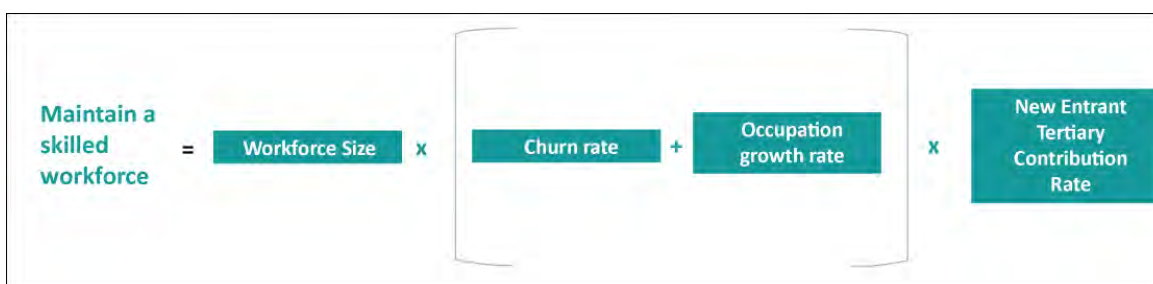 Maintain a
skilled
workforce
=
Workforce Size
x
Churn rate
+
Occupation
growth rate
x
New Entrant
Tertiary
Contribution
Rate